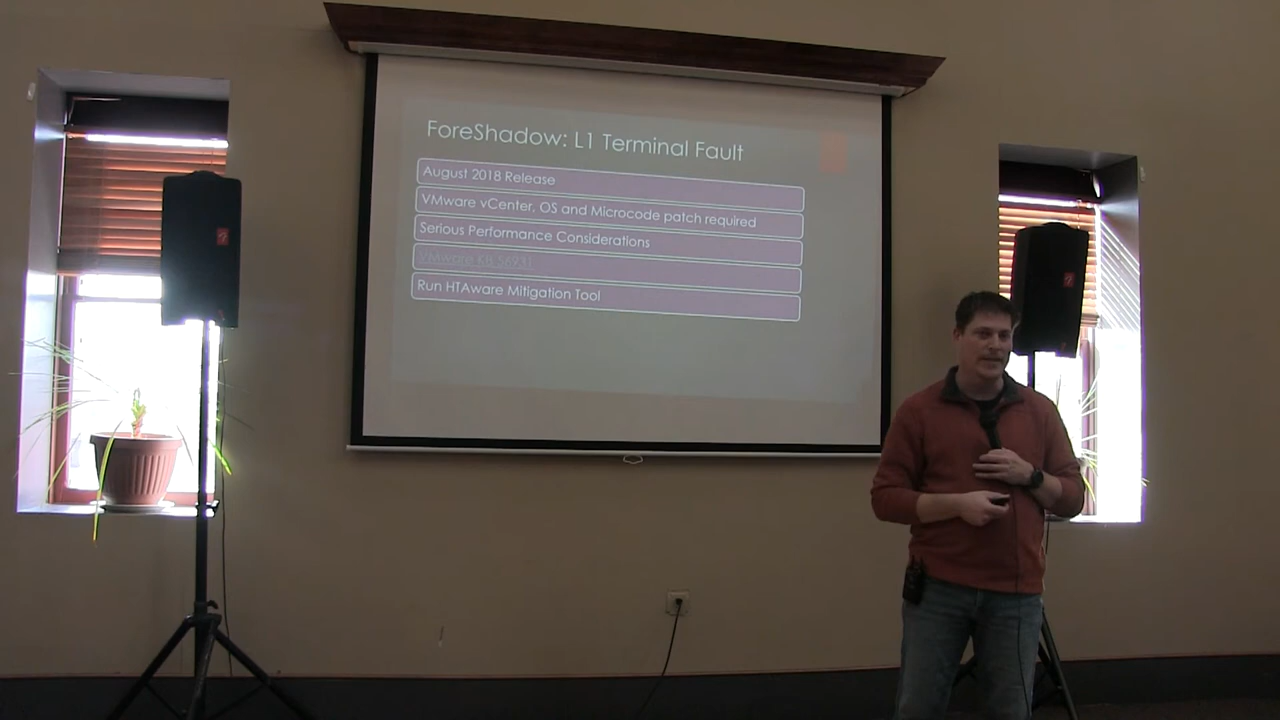 ForeShadow: L1 Terminal Fault
August 2018 Release
VMware vCenter, OS and Microcode patch required
Serious Performance Considerations
VMware KB 56931
Run HTAware Mitigation Tool